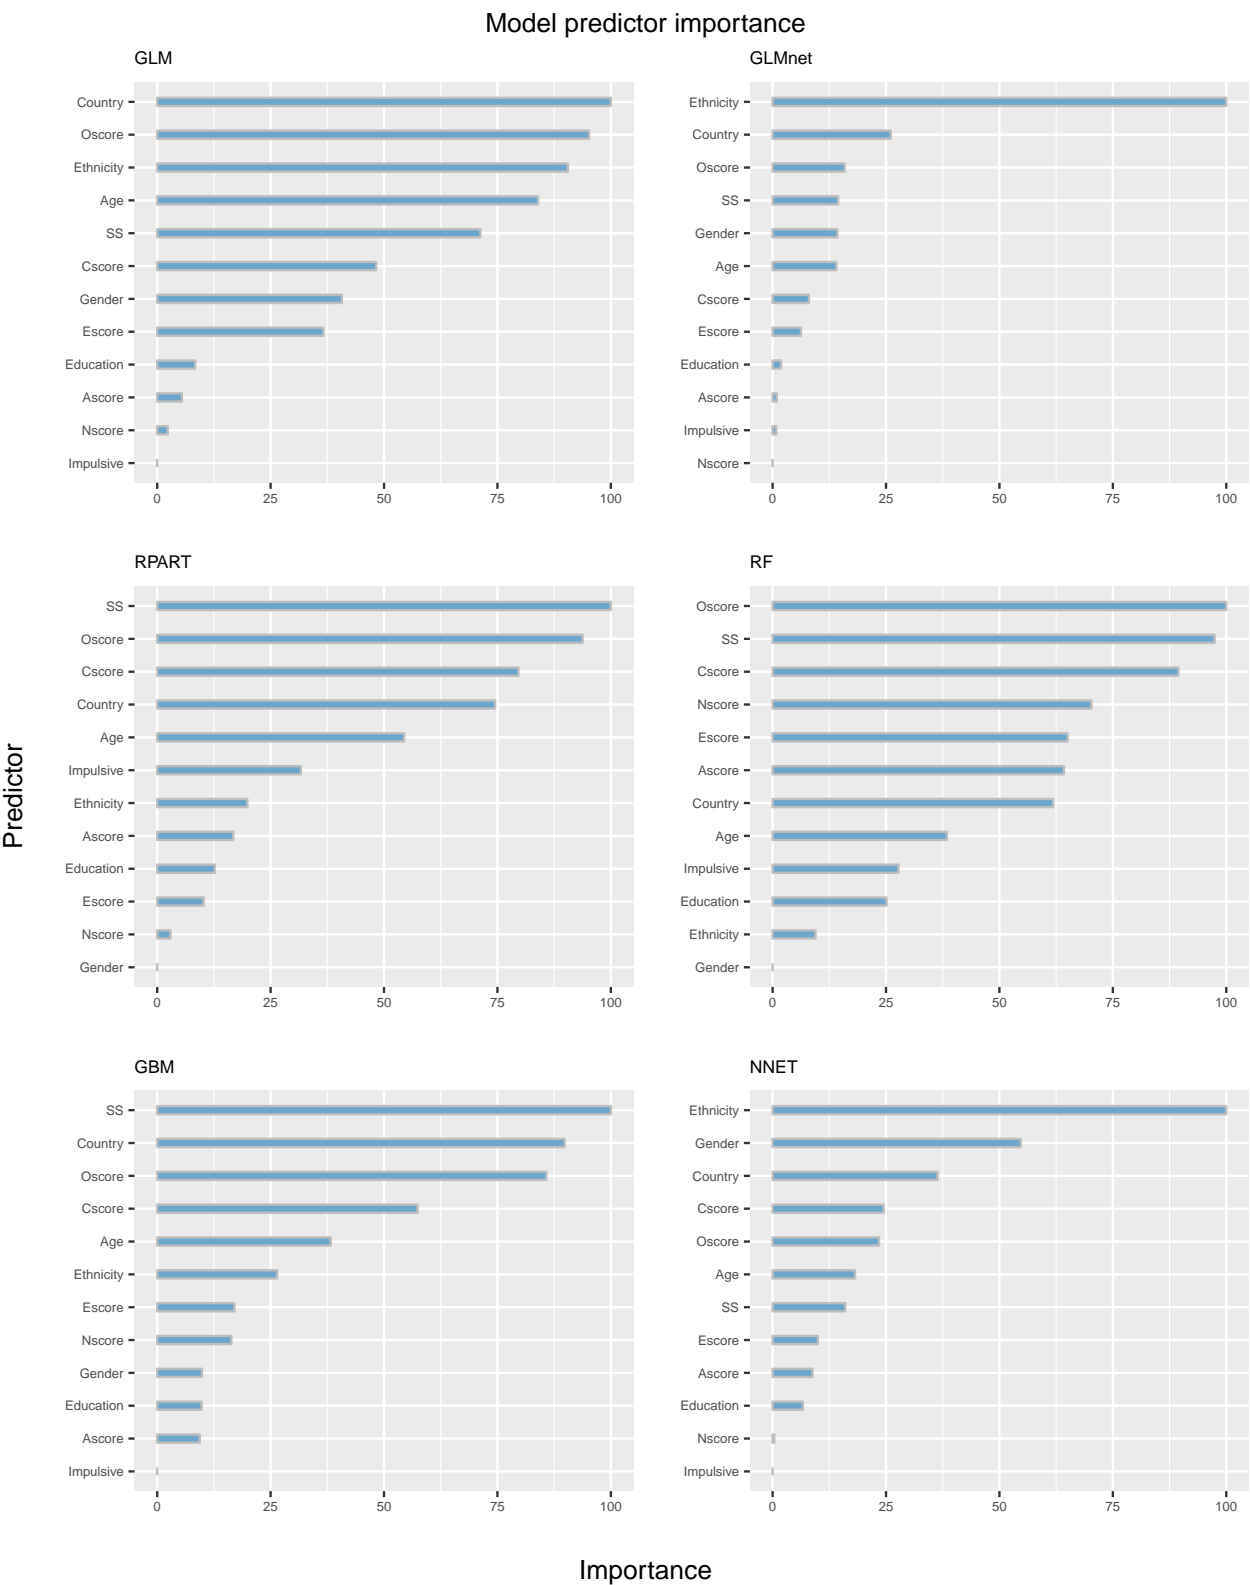 Model predictor importance
GLM
Country
Oscore
Ethnicity
Age
SS
Cscore
Gender
Escore
Education
Ascore
Nscore
Impulsive
0 25 50 75 100
GLMnet
Ethnicity
Country
Oscore
SS
Gender
Age
Cscore
Escore
Education
Ascore
Impulsive
Nscore
0 25 50 75 100
Predictor
RPART
SS
Oscore
Cscore
Country
Age
Impulsive
Ethnicity
Ascore
Education
Escore
Nscore
Gender
0 25 50 75 100
RF
Oscore
SS
Cscore
Nscore
Escore
Ascore
Country
Age
Impulsive
Education
Ethnicity
Gender
0 25 50 75 100
GBM
SS
Country
Oscore
Cscore
Age
Ethnicity
Escore
Nscore
Gender
Education
Ascore
Impulsive
0 25 50 75 100
NNET
Ethnicity
Gender
Country
Cscore
Oscore
Age
SS
Escore
Ascore
Education
Nscore
Impulsive
0 25 50 75 100
Importance